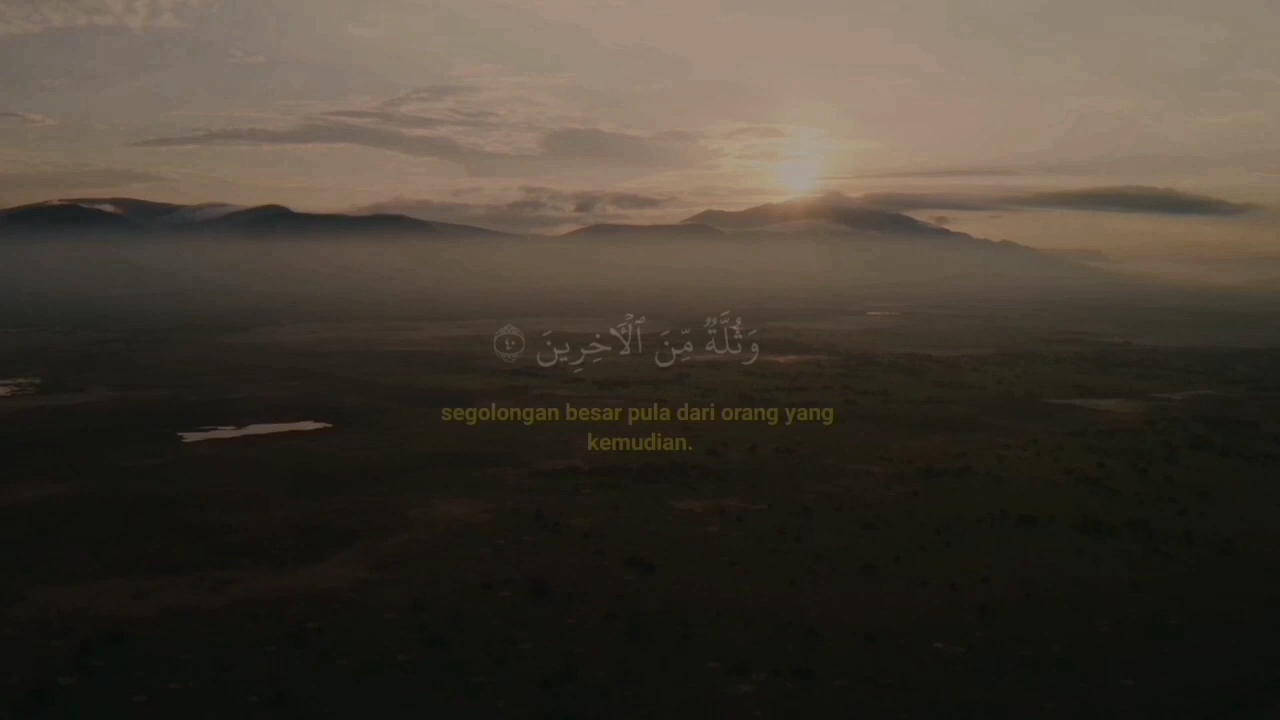 وَثُلَّةٌ مِّنَ ٱلْـَٔاخِرِينَ ٤٠
segolongan besar pula dari orang yang
kemudian.